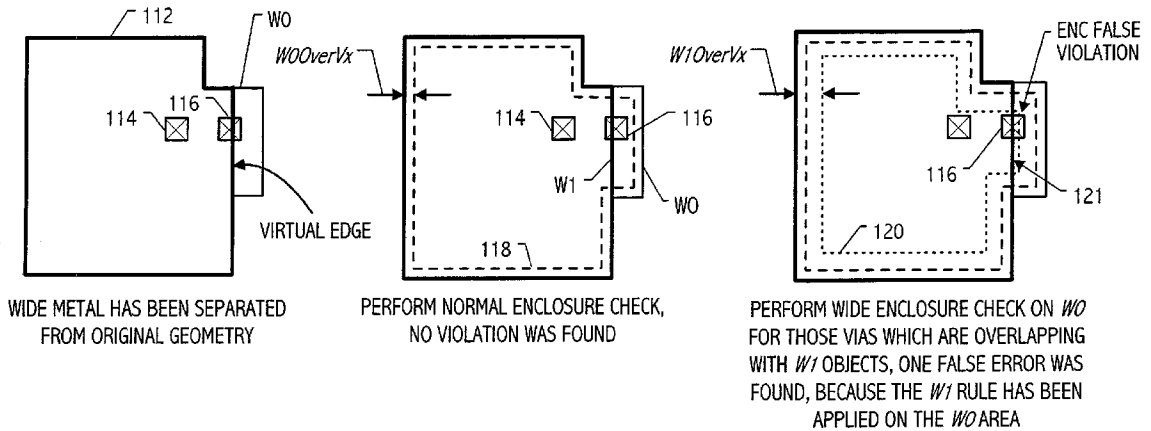 112
WO
116
114
VIRTUAL EDGE
WIDE METAL HAS BEEN SEPARATED
FROM ORIGINAL GEOMETRY
W0OverVx
114
116
W1
WO
118
PERFORM NORMAL ENCLOSURE CHECK,
NO VIOLATION WAS FOUND
W1OverVx
ENC FALSE
VIOLATION
116
121
120
PERFORM WIDE ENCLOSURE CHECK ON WO
FOR THOSE VIAS WHICH ARE OVERLAPPING
WITH W1 OBJECTS, ONE FALSE ERROR WAS
FOUND, BECAUSE THE W1 RULE HAS BEEN
APPLIED ON THE WO AREA